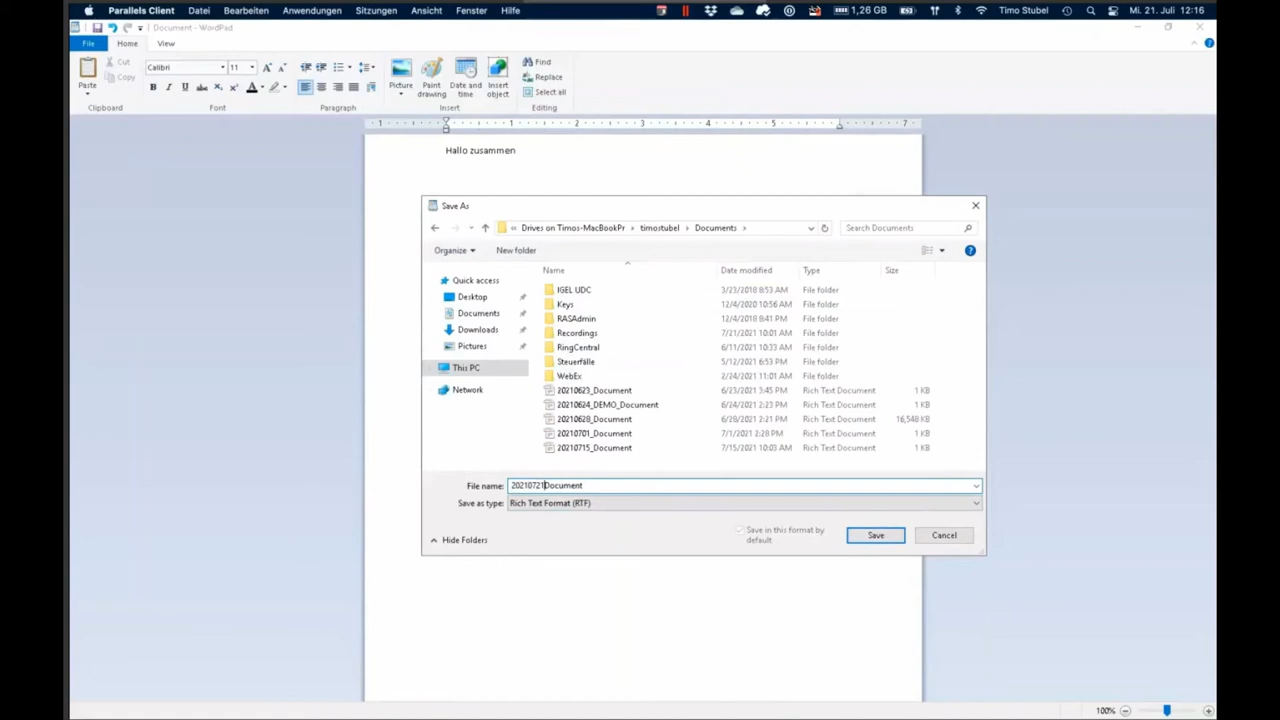 Parallels Client Datei Bearbeiten Anwendungen Sitzungen Ansicht Fenster Hilfe 1,26 GB Timo Stubel Mi. 21. Juli 12:16
Document - WordPad
File Home View
Paste Cut Copy Calibri 11 Picture Paint drawing Date and time Insert object Find Replace Select all
Clipboard Font Paragraph Insert Editing
1 1 2 3 4 5 7
Hallo zusammen
Save As
« Drives on Timos-MacBookPr › timostubel › Documents › Search Documents
Organize New folder
Name Date modified Type Size
Quick access
Desktop
Documents
Downloads
Pictures
This PC
Network
IGEL UDC 3/23/2018 8:53 AM File folder
Keys 12/4/2020 10:56 AM File folder
RASAdmin 12/4/2018 8:41 PM File folder
Recordings 7/21/2021 10:01 AM File folder
RingCentral 6/11/2021 10:33 AM File folder
Steuerfälle 5/12/2021 6:53 PM File folder
WebEx 2/24/2021 11:01 AM File folder
20210623_Document 6/23/2021 3:45 PM Rich Text Document 1 KB
20210624_DEMO_Document 6/24/2021 2:23 PM Rich Text Document 1 KB
20210628_Document 6/28/2021 2:21 PM Rich Text Document 16,548 KB
20210701_Document 7/1/2021 2:28 PM Rich Text Document 1 KB
20210715_Document 7/15/2021 10:03 AM Rich Text Document 1 KB
File name: 20210721Document
Save as type: Rich Text Format (RTF)
Save in this format by default
Save Cancel
Hide Folders
100%